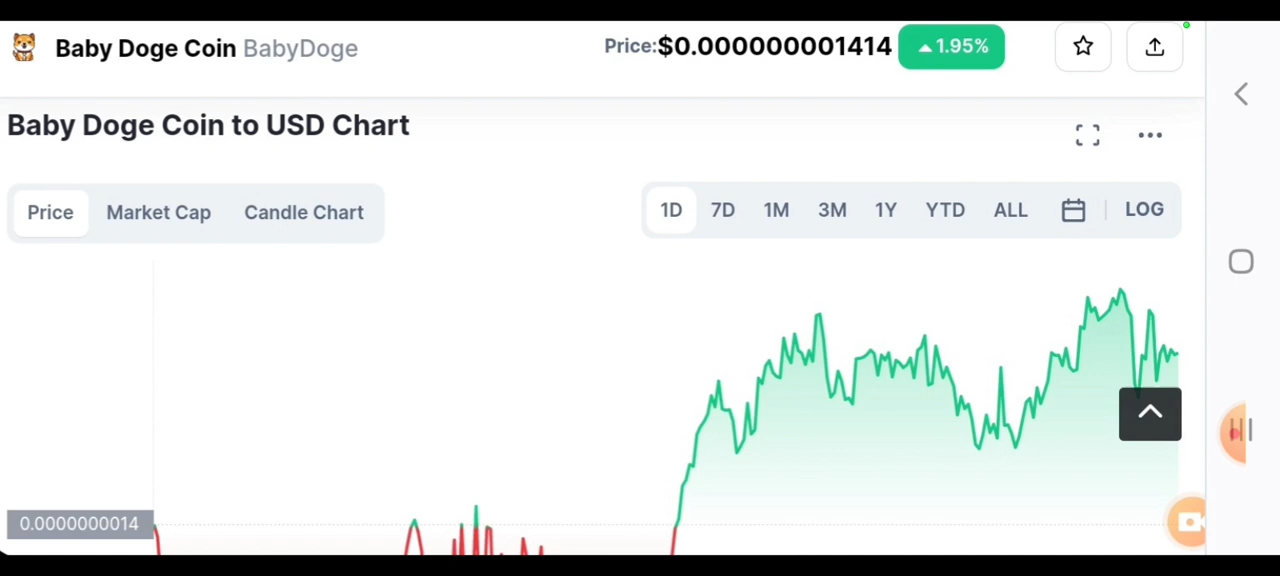 Baby Doge Coin BabyDoge Price:$0.000000001414 1.95%
Baby Doge Coin to USD Chart
Price Market Cap Candle Chart 1D 7D 1M 3M 1Y YTD ALL LOG
0.0000000014